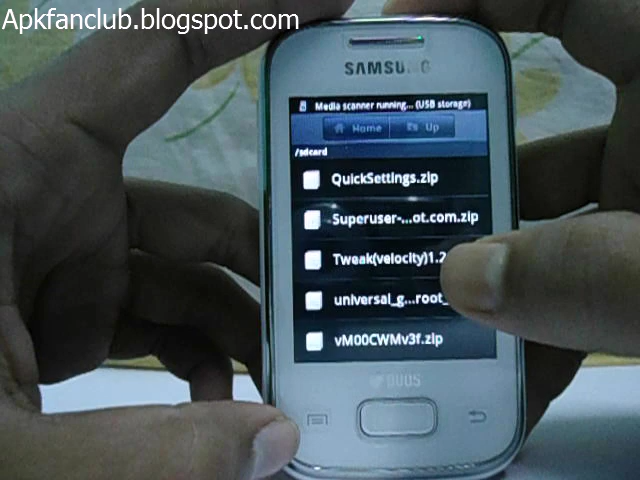 Apkfanclub.blogspot.com
SAMSUNG
Media scanner running... (USB storage)
Home Up
/sdcard
QuickSettings.zip
Superuser-...ot.com.zip
Tweak(velocity)1.2
universal_g...root_
vM00CWMv3f.zip
DUOS